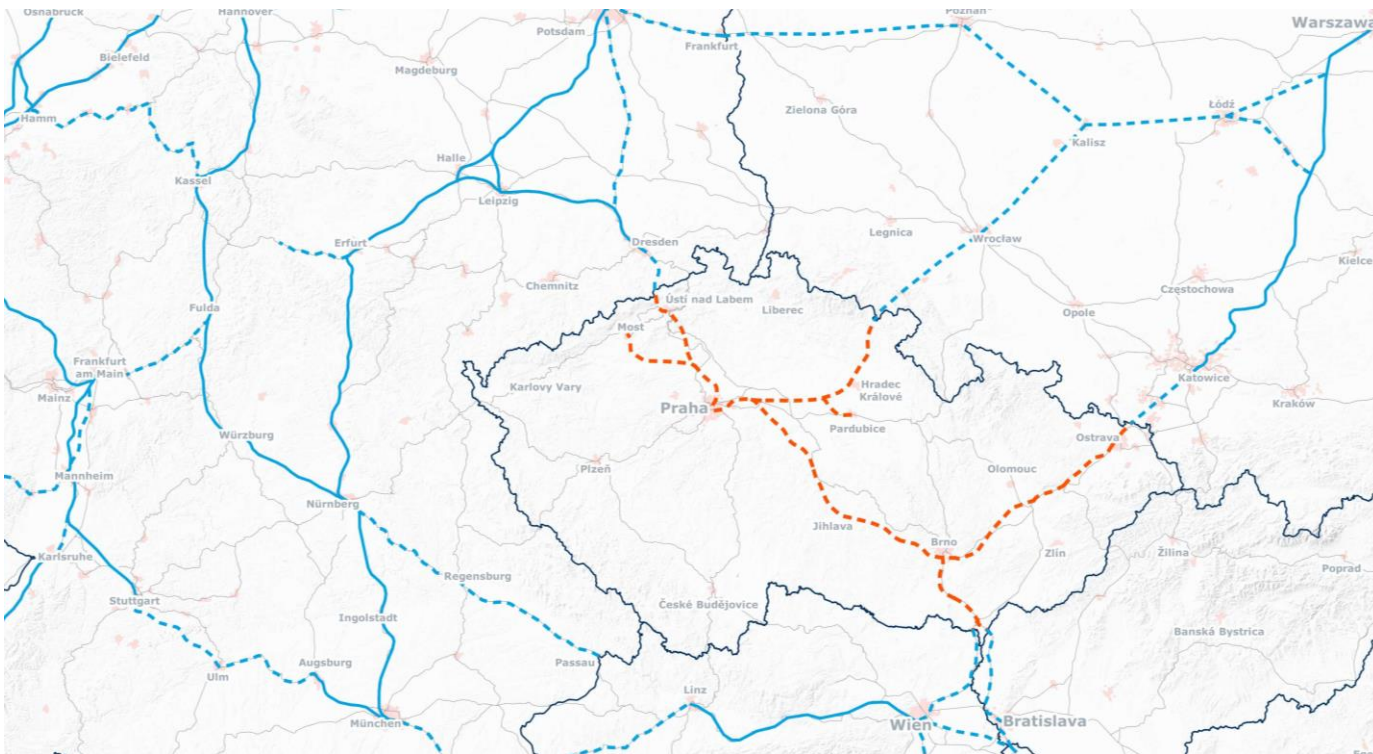 Osnabrück
Hannover
Poznań
Warszawa
Potsdam
Frankfurt
Bielefeld
Magdeburg
Zielona Góra
Łódź
Hamm
Kalisz
Halle
Kassel
Leipzig
Legnica
Wrocław
Erfurt
Dresden
Kielce
Chemnitz
Częstochowa
Ústí nad Labem
Fulda
Liberec
Opole
Most
Frankfurt
am Main
Katowice
Karlovy Vary
Hradec
Králové
Mainz
Kraków
Praha
Pardubice
Würzburg
Ostrava
Plzeň
Olomouc
Mannheim
Nürnberg
Jihlava
Brno
Karlsruhe
Zlín
Žilina
Regensburg
Poprad
Stuttgart
České Budějovice
Ingolstadt
Banská Bystrica
Augsburg
Passau
Ulm
Linz
München
Wien
Bratislava